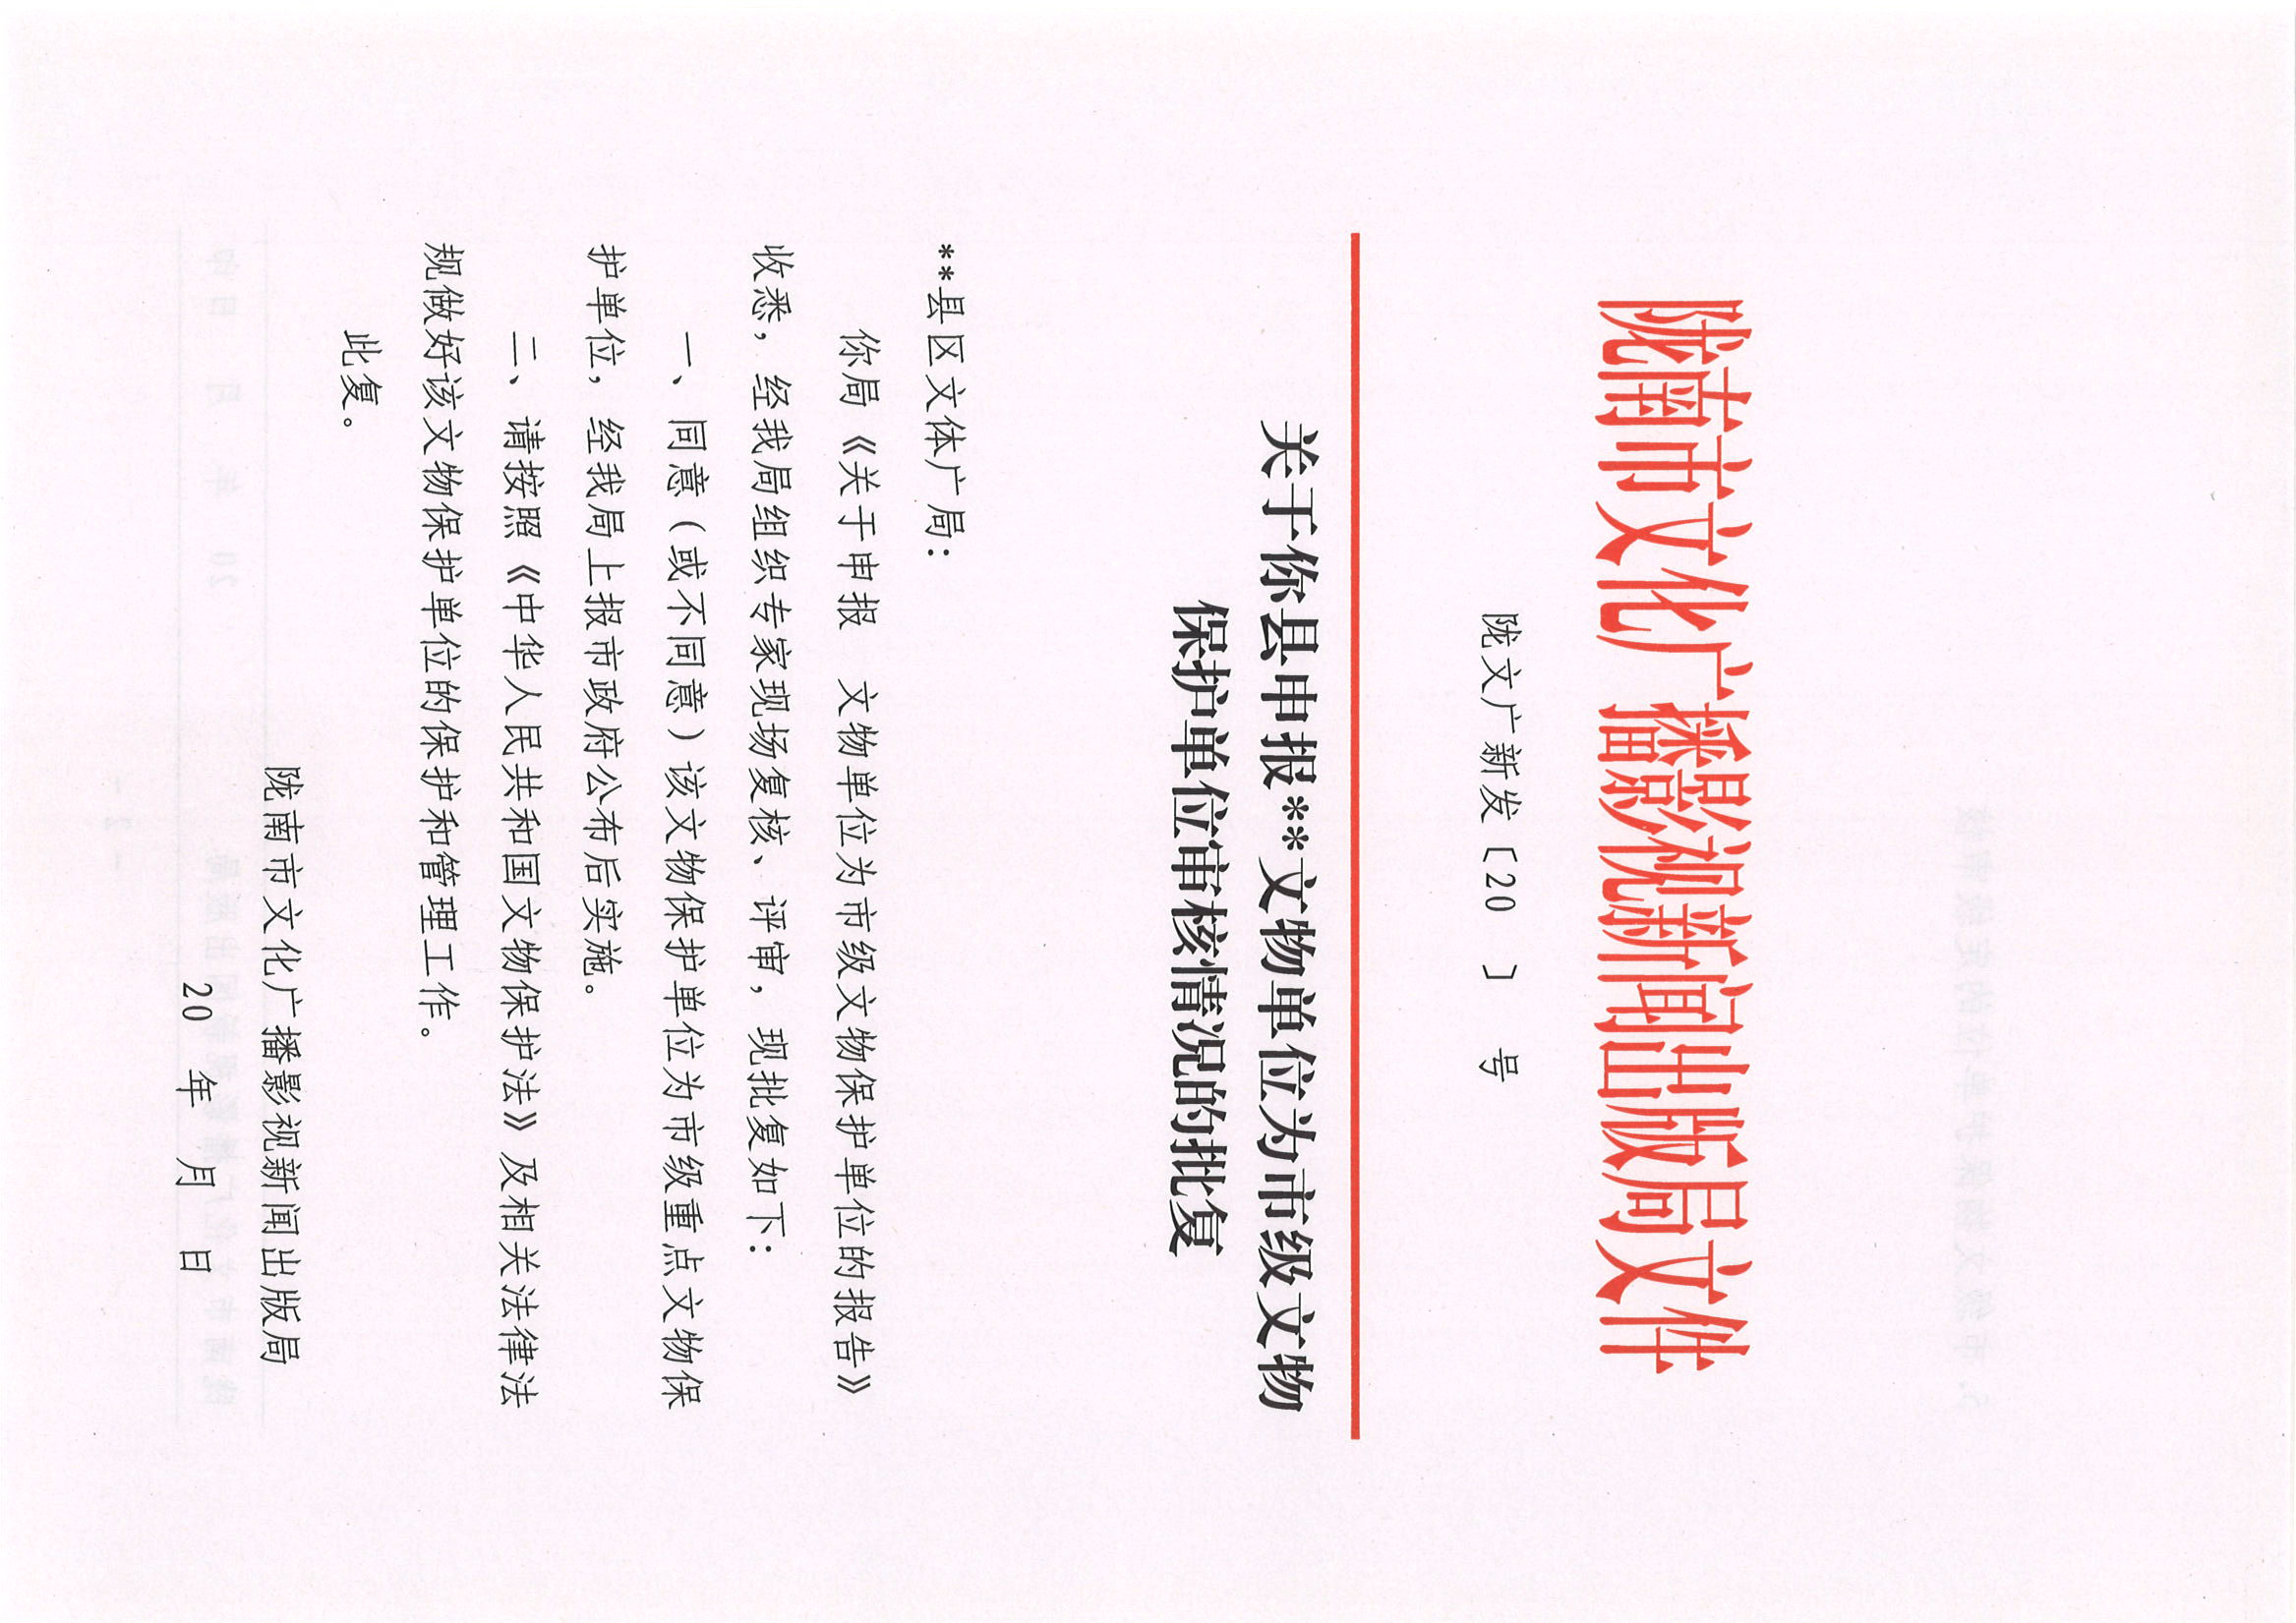 陇南市文化广播影视新闻出版局文件
陇文广新发〔20　〕　号
关于你县申报**文物单位为市级文物
保护单位审核情况的批复
**县区文体广局：
你局《关于申报　文物单位为市级文物保护单位的报告》
收悉，经我局组织专家现场复核、评审，现批复如下：
一、同意（或不同意）该文物保护单位为市级重点文物保
护单位，经我局上报市政府公布后实施。
二、请按照《中华人民共和国文物保护法》及相关法律法
规做好该文物保护单位的保护和管理工作。
此复。
陇南市文化广播影视新闻出版局
20　年　月　日